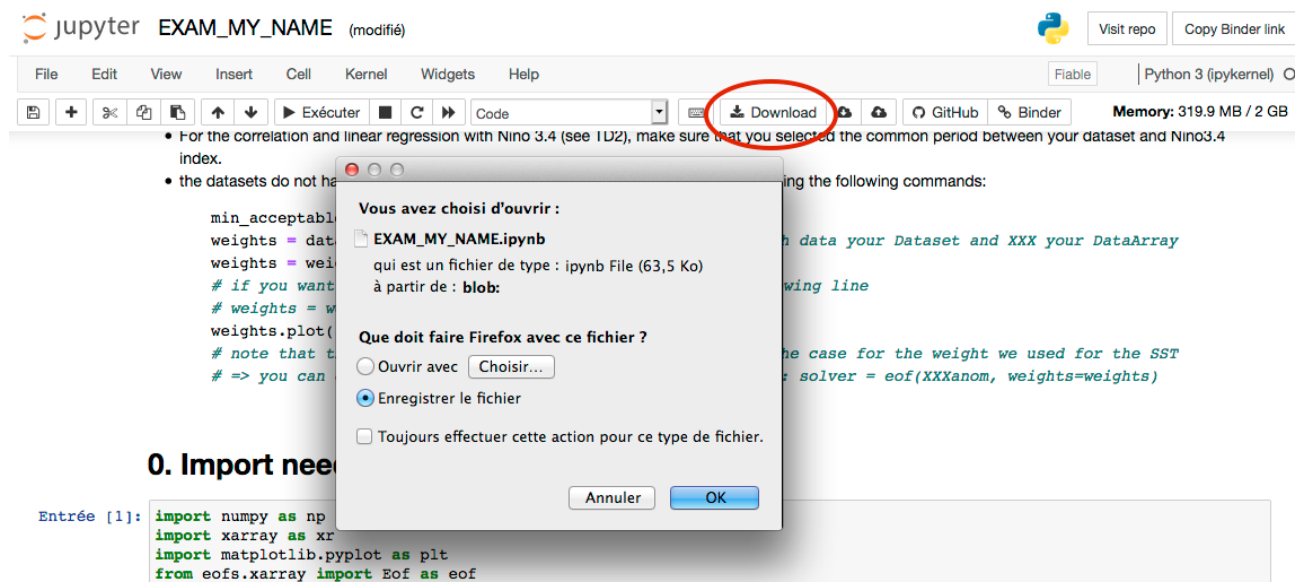 jupyter EXAM_MY_NAME (modifié) Visit repo Copy Binder link
File Edit View Insert Cell Kernel Widgets Help Fiable Python 3 (ipykernel)
Exécuter Code Download GitHub Binder Memory: 319.9 MB / 2 GB
• For the correlation and linear regression with Nino 3.4 (see TD2), make sure that you selected the common period between your dataset and Nino3.4
index.
• the datasets do not ha ing the following commands:
min_acceptabl
weights = dat h data your Dataset and XXX your DataArray
weights = wei
# if you want wing line
# weights = w
weights.plot(
# note that t he case for the weight we used for the SST
# => you can : solver = eof(XXXanom, weights=weights)
Vous avez choisi d'ouvrir :
EXAM_MY_NAME.ipynb
qui est un fichier de type : ipynb File (63,5 Ko)
à partir de : blob:
Que doit faire Firefox avec ce fichier ?
Ouvrir avec Choisir...
Enregistrer le fichier
Toujours effectuer cette action pour ce type de fichier.
Annuler OK
0. Import nee
Entrée [1]: import numpy as np
import xarray as xr
import matplotlib.pyplot as plt
from eofs.xarray import Eof as eof